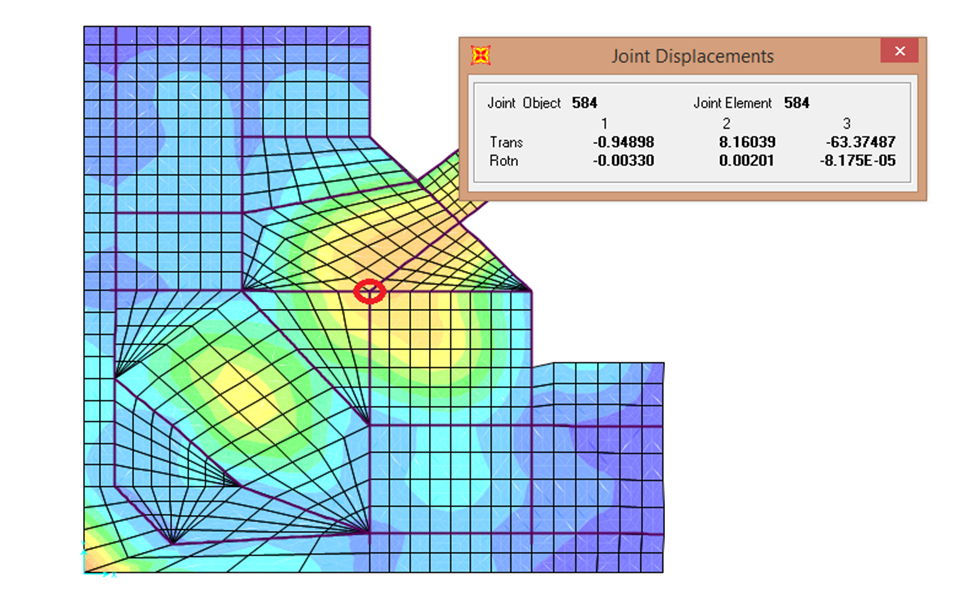 Joint Displacements
Joint Object 584 Joint Element 584
1 2 3
Trans -0.94898 8.16039 -63.37487
Rotn -0.00330 0.00201 -8.175E-05